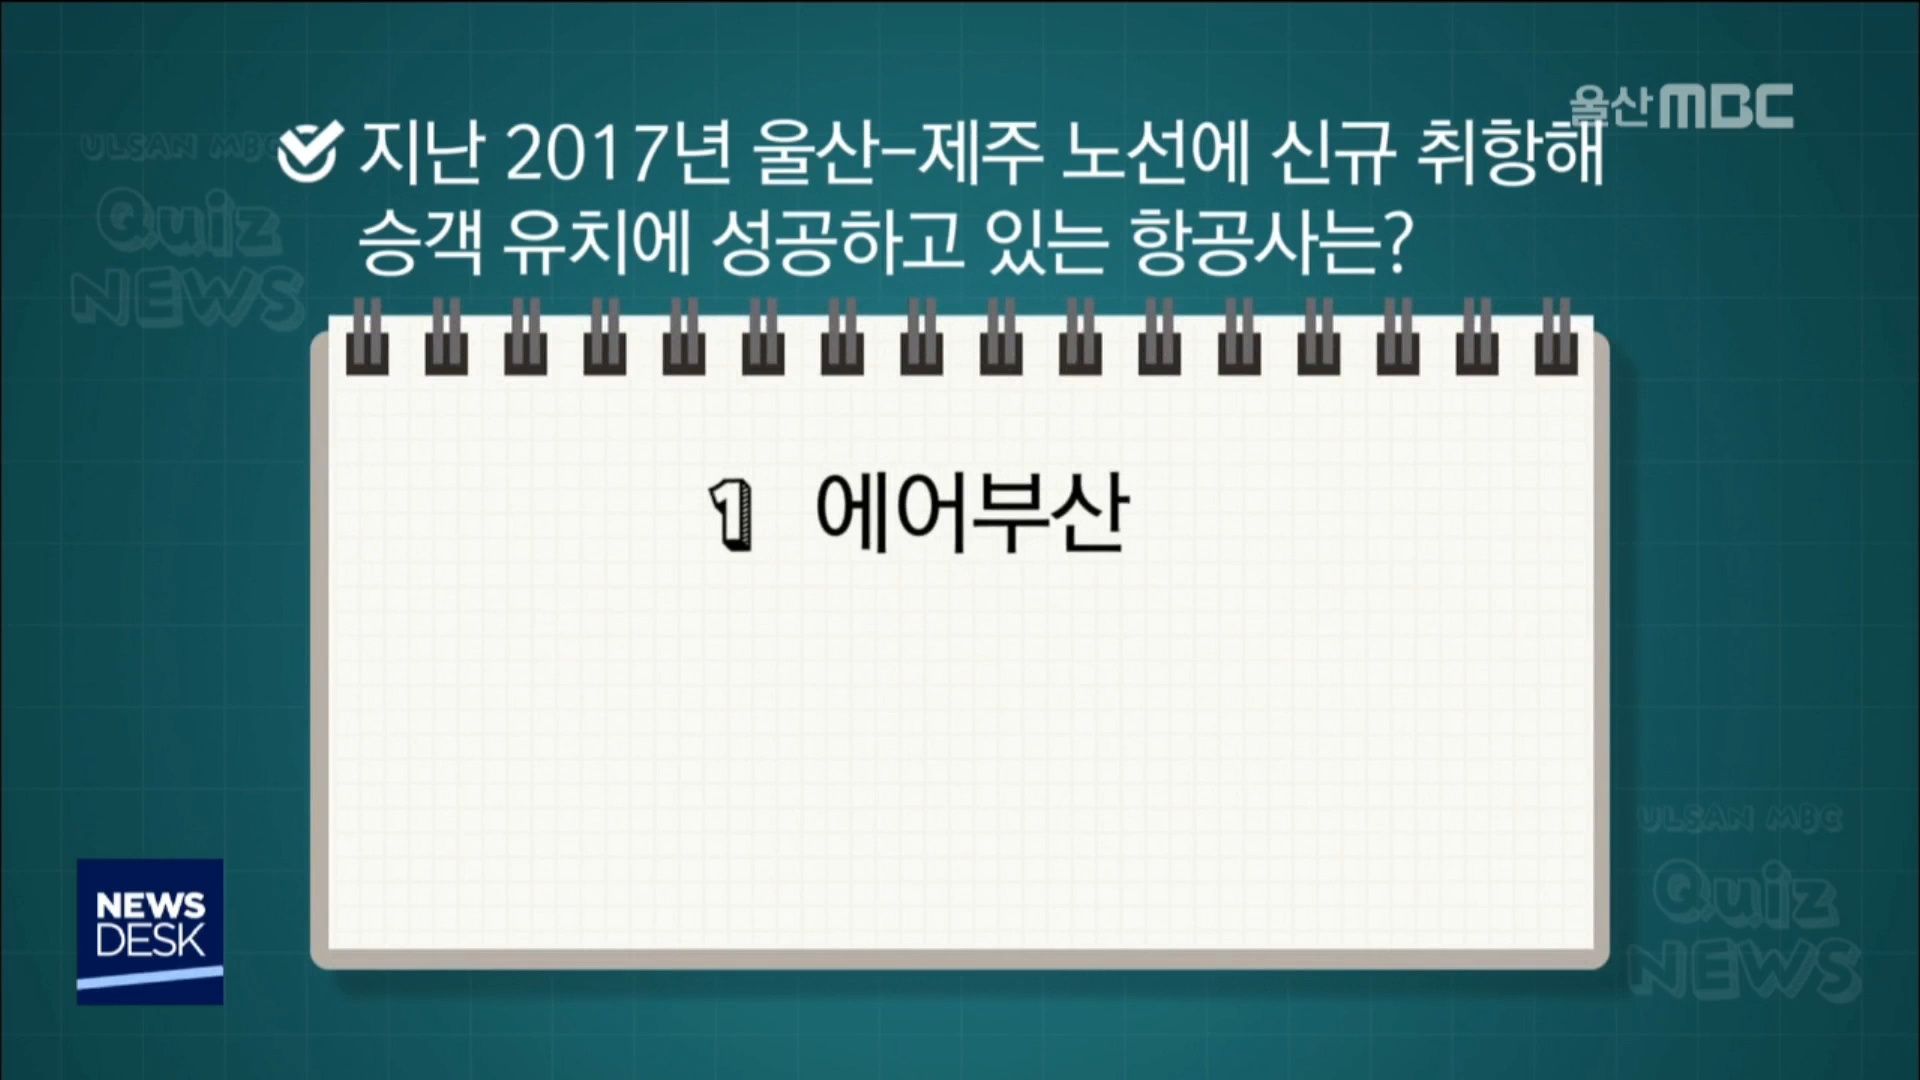 울산MBC
지난 2017년 울산-제주 노선에 신규 취항해
승객 유치에 성공하고 있는 항공사는?
ULSAN MBC
Quiz
NEWS
1 에어부산
NEWS
DESK
ULSAN MBC
Quiz
NEWS